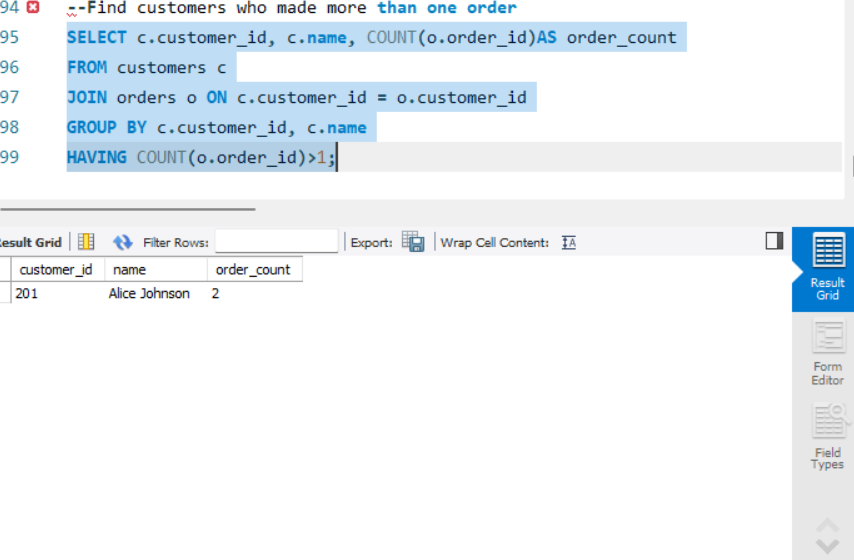 94 --Find customers who made more than one order
95 SELECT c.customer_id, c.name, COUNT(o.order_id)AS order_count
96 FROM customers c
97 JOIN orders o ON c.customer_id = o.customer_id
98 GROUP BY c.customer_id, c.name
99 HAVING COUNT(o.order_id)>1;
Result Grid Filter Rows: Export: Wrap Cell Content: IA
customer_id name order_count
201 Alice Johnson 2
Result
Grid
Form
Editor
Field
Types